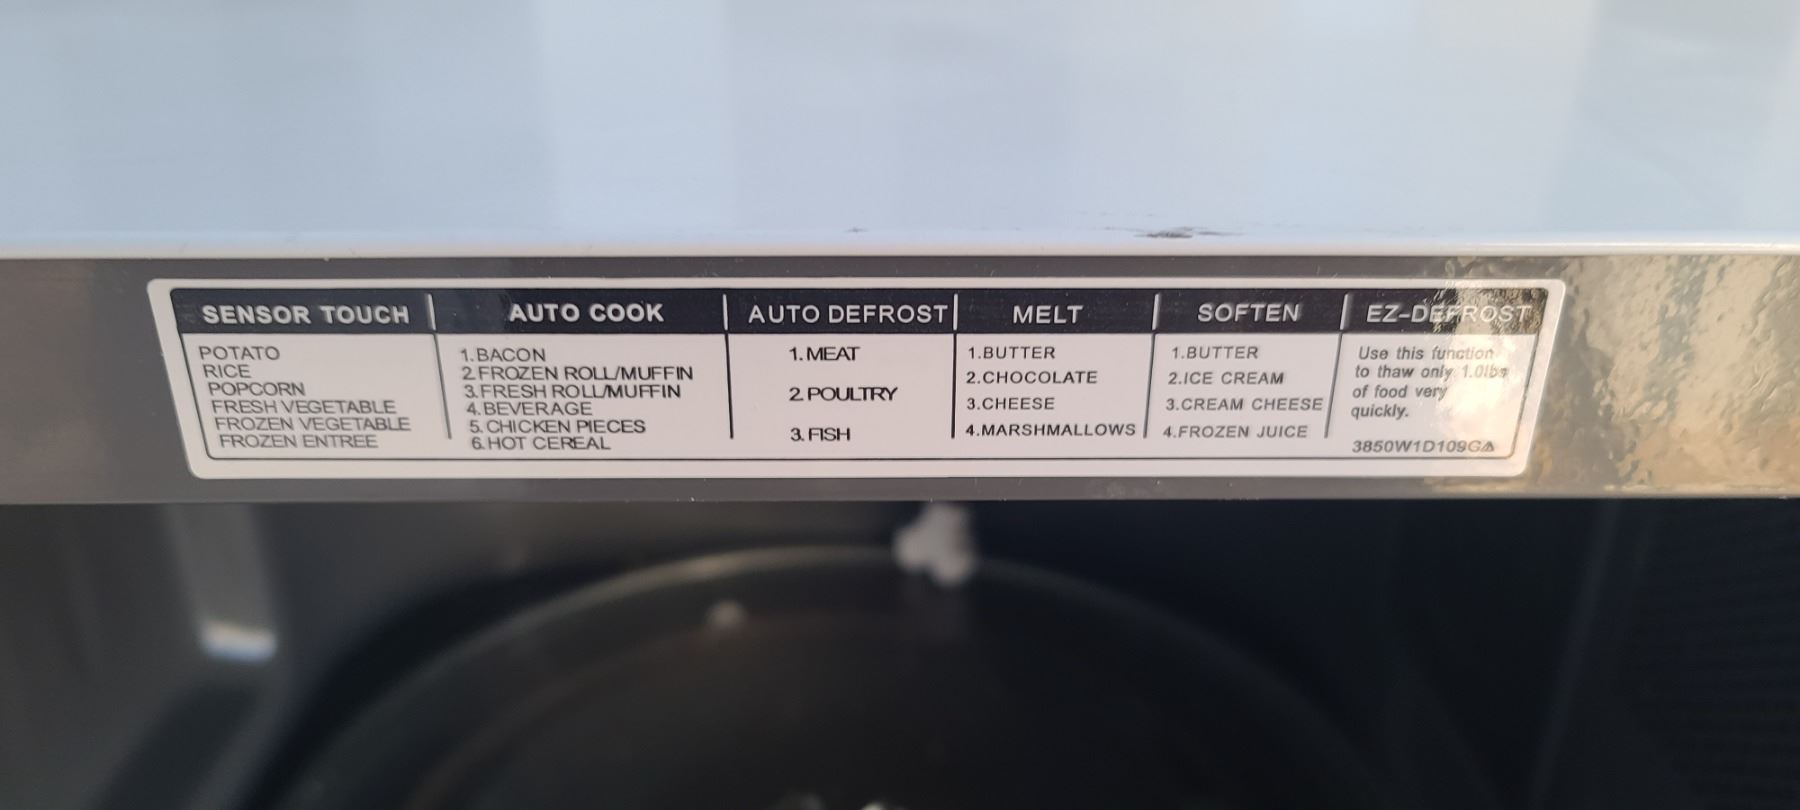 SENSOR TOUCH
POTATO
RICE
POPCORN
FRESH VEGETABLE
FROZEN VEGETABLE
FROZEN ENTREE
AUTO COOK
1.BACON
2.FROZEN ROLL/MUFFIN
3.FRESH ROLL/MUFFIN
4.BEVERAGE
5.CHICKEN PIECES
6.HOT CEREAL
AUTO DEFROST
1.MEAT
2.POULTRY
3.FISH
MELT
1.BUTTER
2.CHOCOLATE
3.CHEESE
4.MARSHMALLOWS
SOFTEN
1.BUTTER
2.ICE CREAM
3.CREAM CHEESE
4.FROZEN JUICE
EZ-DEFROST
Use this function
to thaw only 1.0lbs
of food very
quickly.
3850W1D109GA